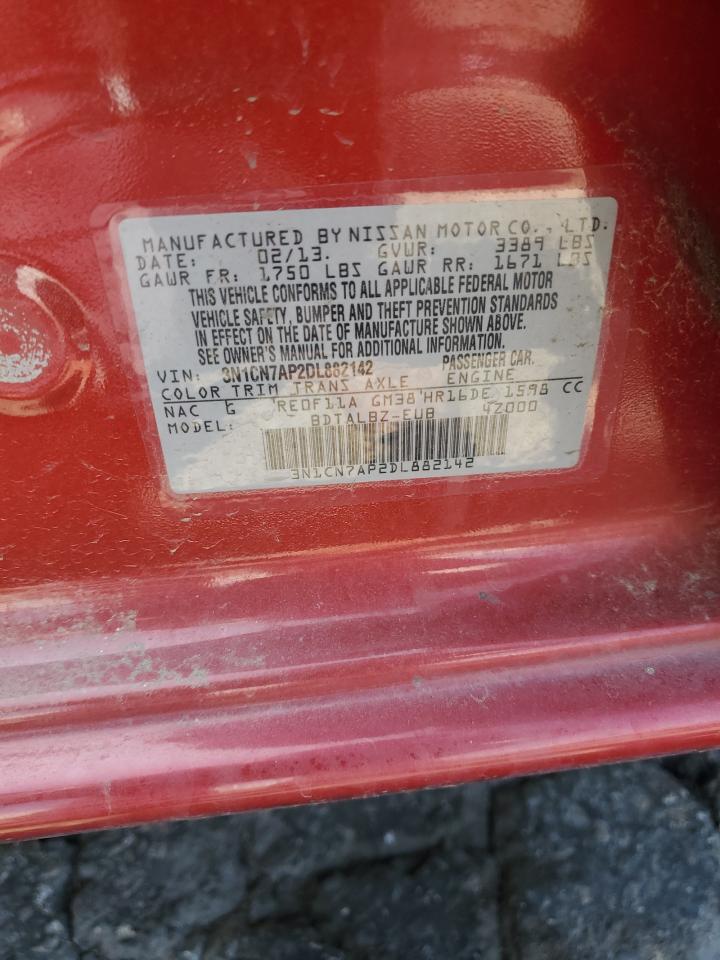 MANUFACTURED BY NISSAN MOTOR CO., LTD.
DATE: 02/13. GVWR: 3389 LBS
GAWR FR: 1750 LBS GAWR RR: 1671 LBS
THIS VEHICLE CONFORMS TO ALL APPLICABLE FEDERAL MOTOR
VEHICLE SAFETY, BUMPER AND THEFT PREVENTION STANDARDS
IN EFFECT ON THE DATE OF MANUFACTURE SHOWN ABOVE.
SEE OWNER'S MANUAL FOR ADDITIONAL INFORMATION.
VIN: 3N1CN7AP2DL882142 PASSENGER CAR.
COLOR TRIM TRANS AXLE ENGINE
NAC G RE0F11A GM38 HR16DE 1598 CC
MODEL: BDTALBZ-EUB 4Z000
3N1CN7AP2DL882142